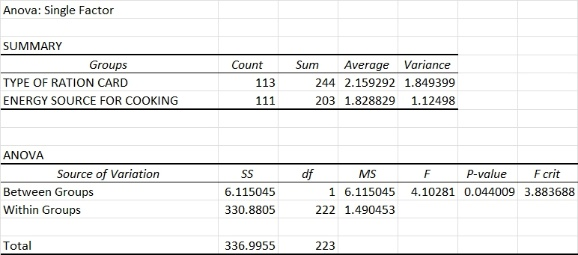 Anova: Single Factor
SUMMARY
Groups Count Sum Average Variance
TYPE OF RATION CARD 113 244 2.159292 1.849399
ENERGY SOURCE FOR COOKING 111 203 1.828829 1.12498
ANOVA
Source of Variation SS df MS F P-value F crit
Between Groups 6.115045 1 6.115045 4.10281 0.044009 3.883688
Within Groups 330.8805 222 1.490453
Total 336.9955 223